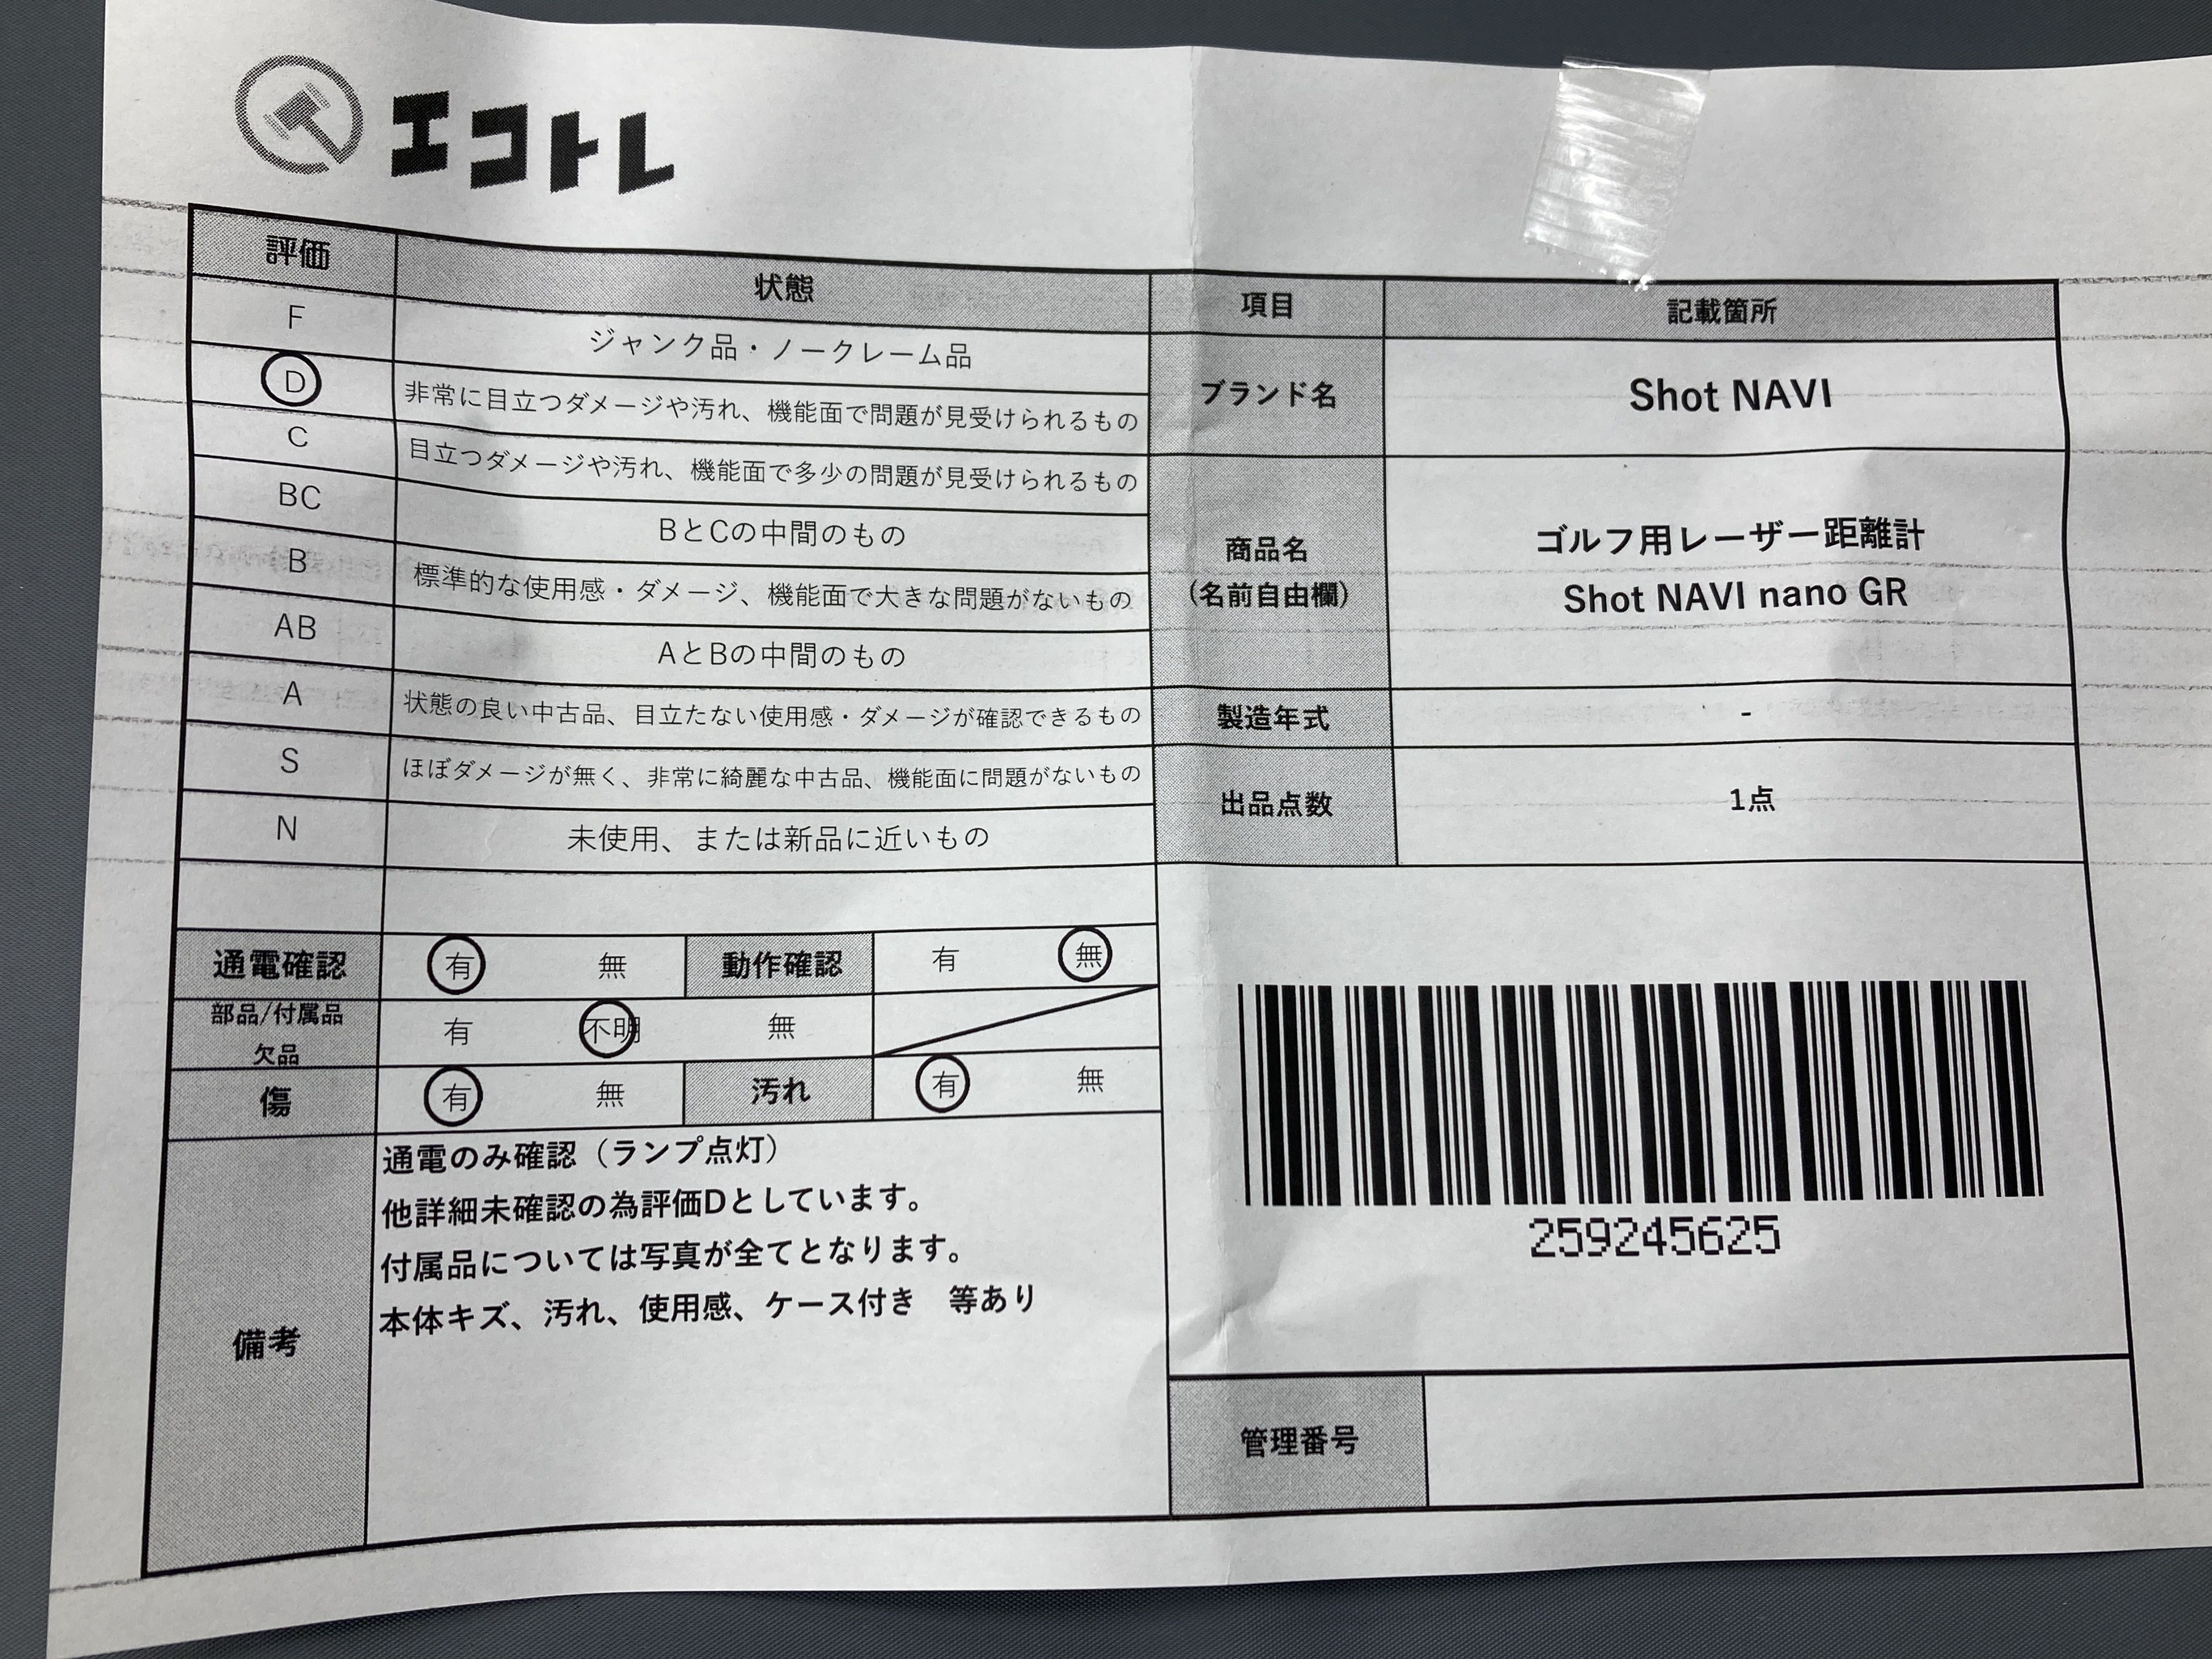 エコトレ
評価 状態
F ジャンク品・ノークレーム品
D 非常に目立つダメージや汚れ、機能面で問題が見受けられるもの
C 目立つダメージや汚れ、機能面で多少の問題が見受けられるもの
BC BとCの中間のもの
B 標準的な使用感・ダメージ、機能面で大きな問題がないもの
AB AとBの中間のもの
A 状態の良い中古品、目立たない使用感・ダメージが確認できるもの
S ほぼダメージが無く、非常に綺麗な中古品、機能面に問題がないもの
N 未使用、または新品に近いもの
通電確認 有 無 動作確認 有 無
部品/付属品 有 不明 無
欠品
傷 有 無 汚れ 有 無
備考
通電のみ確認（ランプ点灯）
他詳細未確認の為評価Dとしています。
付属品については写真が全てとなります。
本体キズ、汚れ、使用感、ケース付き　等あり
項目 記載箇所
ブランド名 Shot NAVI
商品名
（名前自由欄）
ゴルフ用レーザー距離計
Shot NAVI nano GR
製造年式 -
出品点数 1点
259245625
管理番号